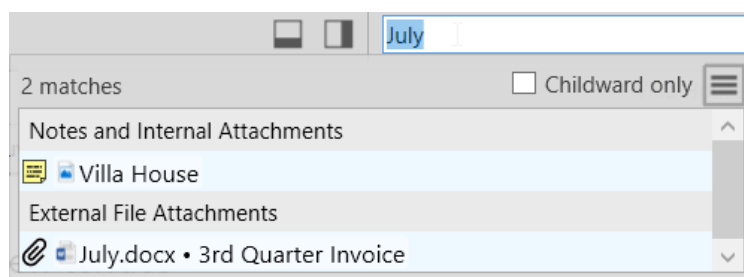 July
2 matches
Childward only
Notes and Internal Attachments
Villa House
External File Attachments
July.docx • 3rd Quarter Invoice